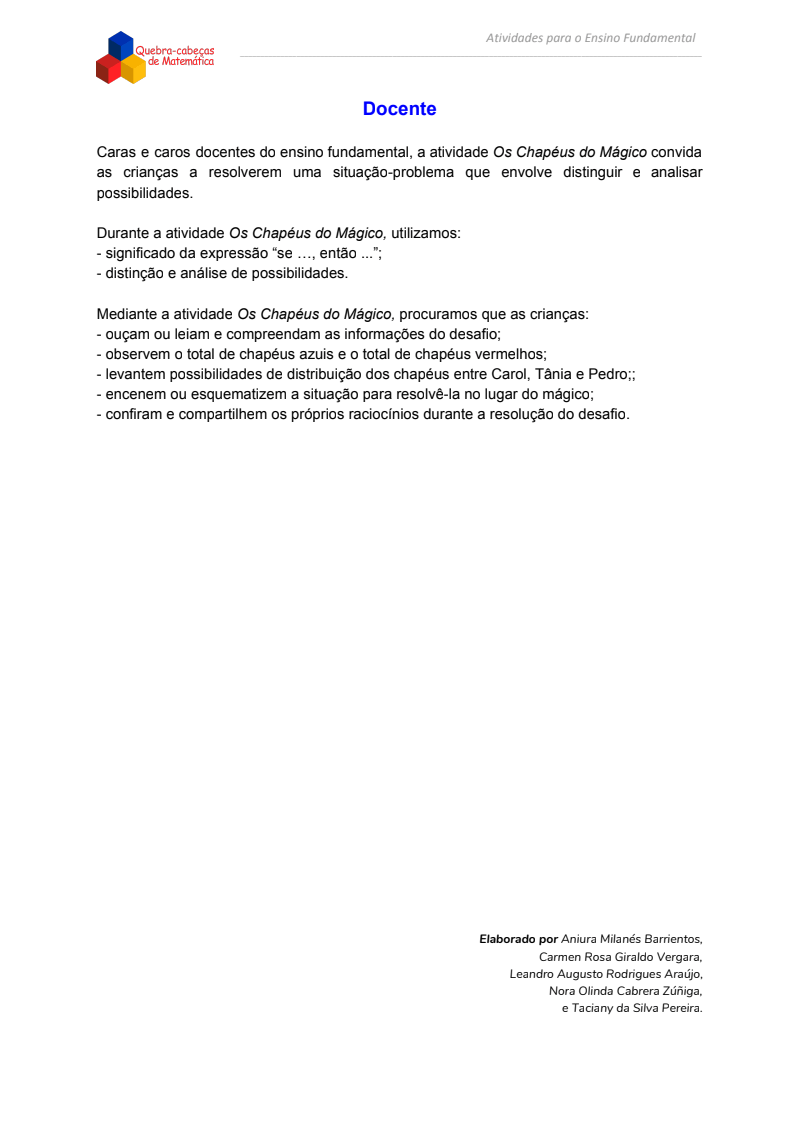 Quebra-cabeças
de Matemática
Atividades para o Ensino Fundamental
Docente
Caras e caros docentes do ensino fundamental, a atividade Os Chapéus do Mágico convida
as crianças a resolverem uma situação-problema que envolve distinguir e analisar
possibilidades.
Durante a atividade Os Chapéus do Mágico, utilizamos:
- significado da expressão “se …, então ...”;
- distinção e análise de possibilidades.
Mediante a atividade Os Chapéus do Mágico, procuramos que as crianças:
- ouçam ou leiam e compreendam as informações do desafio;
- observem o total de chapéus azuis e o total de chapéus vermelhos;
- levantem possibilidades de distribuição dos chapéus entre Carol, Tânia e Pedro;;
- encenem ou esquematizem a situação para resolvê-la no lugar do mágico;
- confiram e compartilhem os próprios raciocínios durante a resolução do desafio.
Elaborado por Aniura Milanés Barrientos,
Carmen Rosa Giraldo Vergara,
Leandro Augusto Rodrigues Araújo,
Nora Olinda Cabrera Zúñiga,
e Taciany da Silva Pereira.